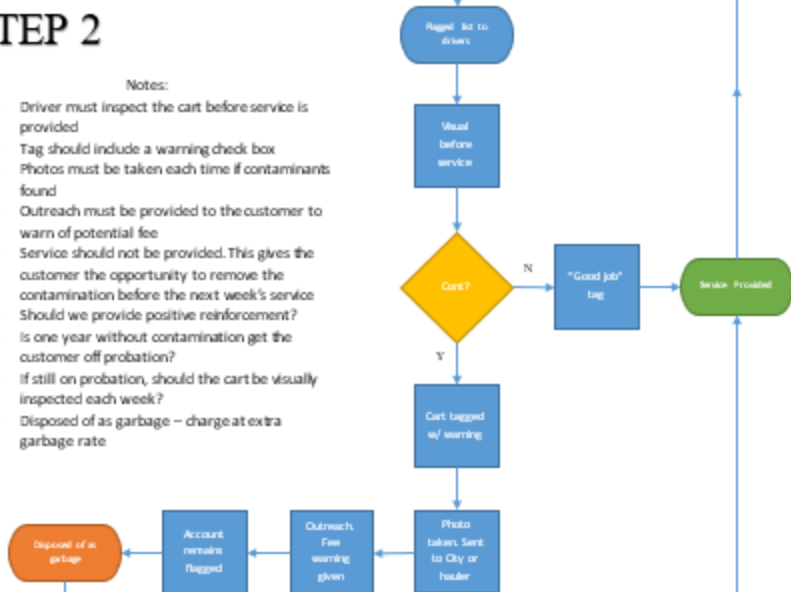 TEP 2
Notes:
Driver must inspect the cart before service is
provided
Tag should include a warning check box
Photos must be taken each time if contaminants
found
Outreach must be provided to the customer to
warn of potential fee
Service should not be provided. This gives the
customer the opportunity to remove the
contamination before the next week's service
Should we provide positive reinforcement?
Is one year without contamination get the
customer off probation?
If still on probation, should the cart be visually
inspected each week?
Disposed of as garbage – charge at extra
garbage rate
Flagged list to
drivers
Visual
before
service
Cont?
N
"Good job"
tag
Service Provided
Y
Cart tagged
w/ warning
Photo
taken. Sent
to City or
hauler
Outreach.
Fee
warning
given
Account
remains
flagged
Disposed of as
garbage